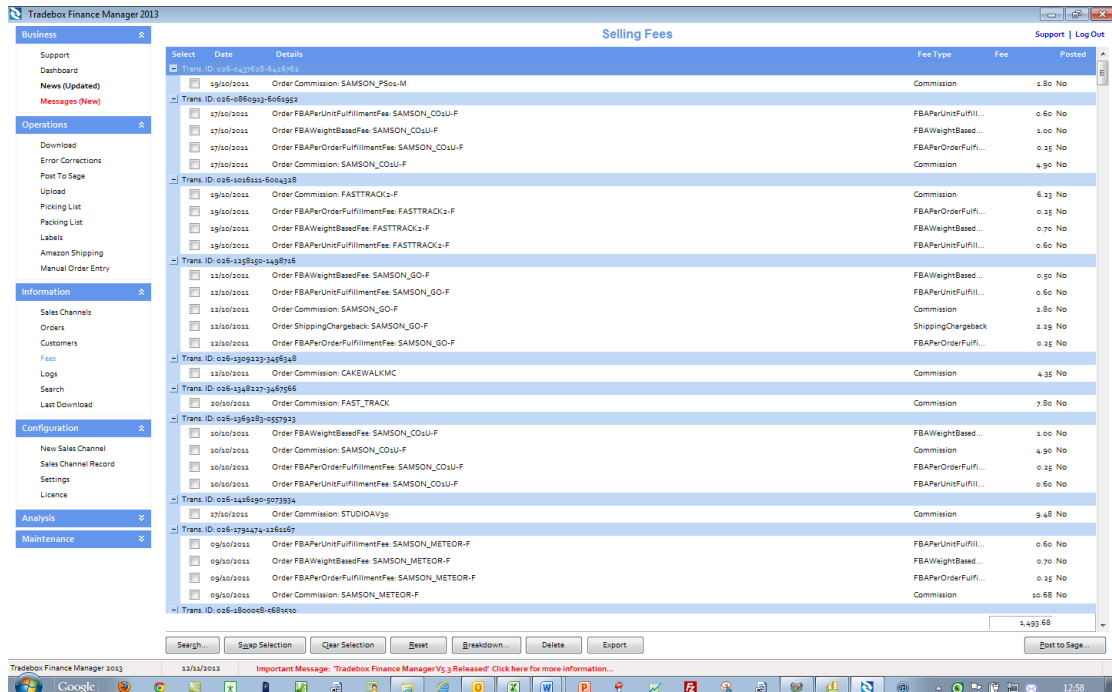 Tradebox Finance Manager 2013
Business
Selling Fees
Support | Log Out
Support
Dashboard
News (Updated)
Messages (New)
Operations
Download
Error Corrections
Post To Sage
Upload
Picking List
Packing List
Labels
Amazon Shipping
Manual Order Entry
Information
Sales Channels
Orders
Customers
Fees
Logs
Search
Last Download
Configuration
New Sales Channel
Sales Channel Record
Settings
Licence
Analysis
Maintenance
Select Date Details Fee Type Fee Posted
Trans. ID: 026-0437628-6416762
19/10/2011 Order Commission: SAMSON_PS01-M Commission 1.80 No
Trans. ID: 026-0860913-6061952
17/10/2011 Order FBAPerUnitFulfillmentFee: SAMSON_CO1U-F FBAPerUnitFulfill... 0.60 No
17/10/2011 Order FBAWeightBasedFee: SAMSON_CO1U-F FBAWeightBased... 1.00 No
17/10/2011 Order FBAPerOrderFulfillmentFee: SAMSON_CO1U-F FBAPerOrderFulfi... 0.25 No
17/10/2011 Order Commission: SAMSON_CO1U-F Commission 4.90 No
Trans. ID: 026-1016111-6004328
19/10/2011 Order Commission: FASTTRACK2-F Commission 6.23 No
19/10/2011 Order FBAPerOrderFulfillmentFee: FASTTRACK2-F FBAPerOrderFulfi... 0.25 No
19/10/2011 Order FBAWeightBasedFee: FASTTRACK2-F FBAWeightBased... 0.70 No
19/10/2011 Order FBAPerUnitFulfillmentFee: FASTTRACK2-F FBAPerUnitFulfill... 0.60 No
Trans. ID: 026-1258150-1498716
12/10/2011 Order FBAWeightBasedFee: SAMSON_GO-F FBAWeightBased... 0.50 No
12/10/2011 Order FBAPerUnitFulfillmentFee: SAMSON_GO-F FBAPerUnitFulfill... 0.60 No
12/10/2011 Order Commission: SAMSON_GO-F Commission 2.80 No
12/10/2011 Order ShippingChargeback: SAMSON_GO-F ShippingChargeback 2.29 No
12/10/2011 Order FBAPerOrderFulfillmentFee: SAMSON_GO-F FBAPerOrderFulfi... 0.25 No
Trans. ID: 026-1309223-3456348
12/10/2011 Order Commission: CAKEWALKMC Commission 4.35 No
Trans. ID: 026-1348227-3467566
20/10/2011 Order Commission: FAST_TRACK Commission 7.80 No
Trans. ID: 026-1369283-0557923
10/10/2011 Order FBAWeightBasedFee: SAMSON_CO1U-F FBAWeightBased... 1.00 No
10/10/2011 Order Commission: SAMSON_CO1U-F Commission 4.90 No
10/10/2011 Order FBAPerOrderFulfillmentFee: SAMSON_CO1U-F FBAPerOrderFulfi... 0.25 No
10/10/2011 Order FBAPerUnitFulfillmentFee: SAMSON_CO1U-F FBAPerUnitFulfill... 0.60 No
Trans. ID: 026-1416190-5073934
17/10/2011 Order Commission: STUDIOAV30 Commission 9.48 No
Trans. ID: 026-1791474-1261167
09/10/2011 Order FBAPerUnitFulfillmentFee: SAMSON_METEOR-F FBAPerUnitFulfill... 0.60 No
09/10/2011 Order FBAWeightBasedFee: SAMSON_METEOR-F FBAWeightBased... 0.70 No
09/10/2011 Order FBAPerOrderFulfillmentFee: SAMSON_METEOR-F FBAPerOrderFulfi... 0.25 No
09/10/2011 Order Commission: SAMSON_METEOR-F Commission 10.68 No
Trans. ID: 026-1800058-5683530
1,493.68
Search... Swap Selection Clear Selection Reset Breakdown... Delete Export Post to Sage...
Tradebox Finance Manager 2013 12/11/2012 Important Message: 'Tradebox Finance Manager V5.3 Released' Click here for more information...
Google 12:58